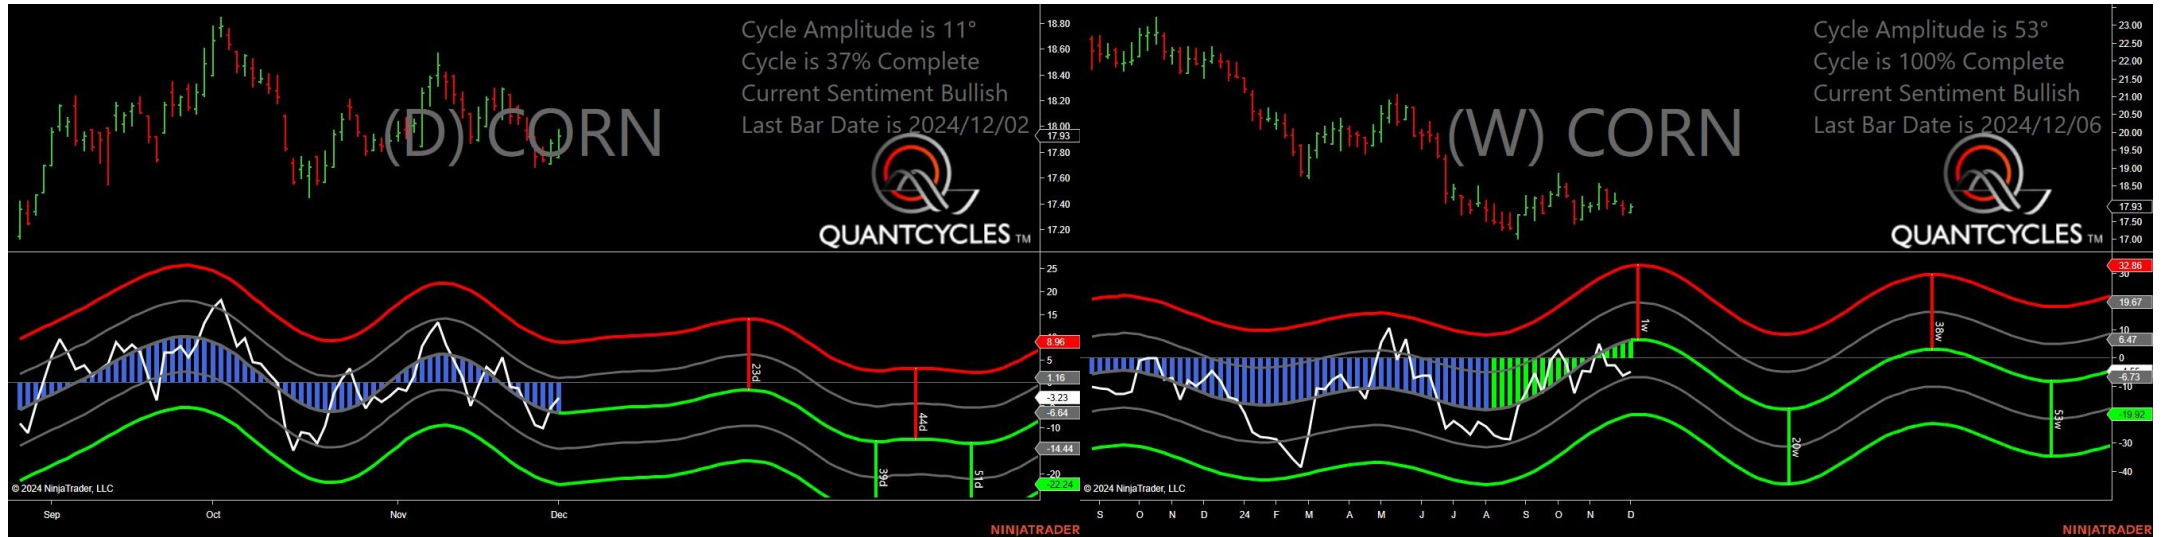 Cycle Amplitude is 11°
Cycle is 37% Complete
Current Sentiment Bullish
Last Bar Date is 2024/12/02
(D) CORN
QUANTCYCLES TM
18.80
18.60
18.40
18.20
18.00
17.93
17.80
17.60
17.40
17.20
25
20
15
8.96
5
1.16
-3.23
-6.64
-10
-14.44
-20
-22.24
23d
44d
39d
51d
© 2024 NinjaTrader, LLC
Sep
Oct
Nov
Dec
NINJATRADER
Cycle Amplitude is 53°
Cycle is 100% Complete
Current Sentiment Bullish
Last Bar Date is 2024/12/06
(W) CORN
QUANTCYCLES TM
23.00
22.50
22.00
21.50
21.00
20.50
20.00
19.50
19.00
18.50
17.93
17.50
17.00
32.86
30
19.67
10
6.47
0
-6.73
-10
-19.92
-30
-40
1w
38w
20w
53w
© 2024 NinjaTrader, LLC
S
O
N
D
24
F
M
A
M
J
J
A
S
O
N
D
NINJATRADER